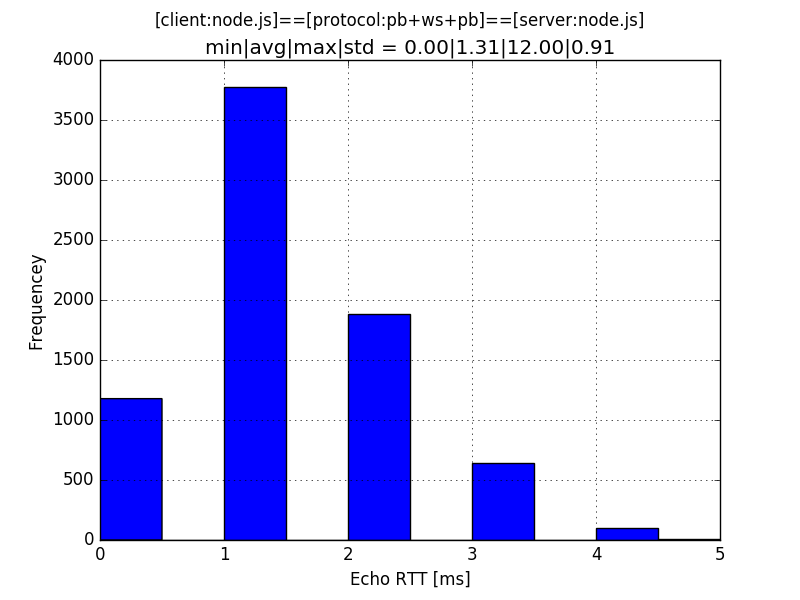 [client:node.js]==[protocol:pb+ws+pb]==[server:node.js]
min|avg|max|std = 0.00|1.31|12.00|0.91
4000
3500
3000
2500
2000
1500
1000
500
0
Frequencey
0 1 2 3 4 5
Echo RTT [ms]